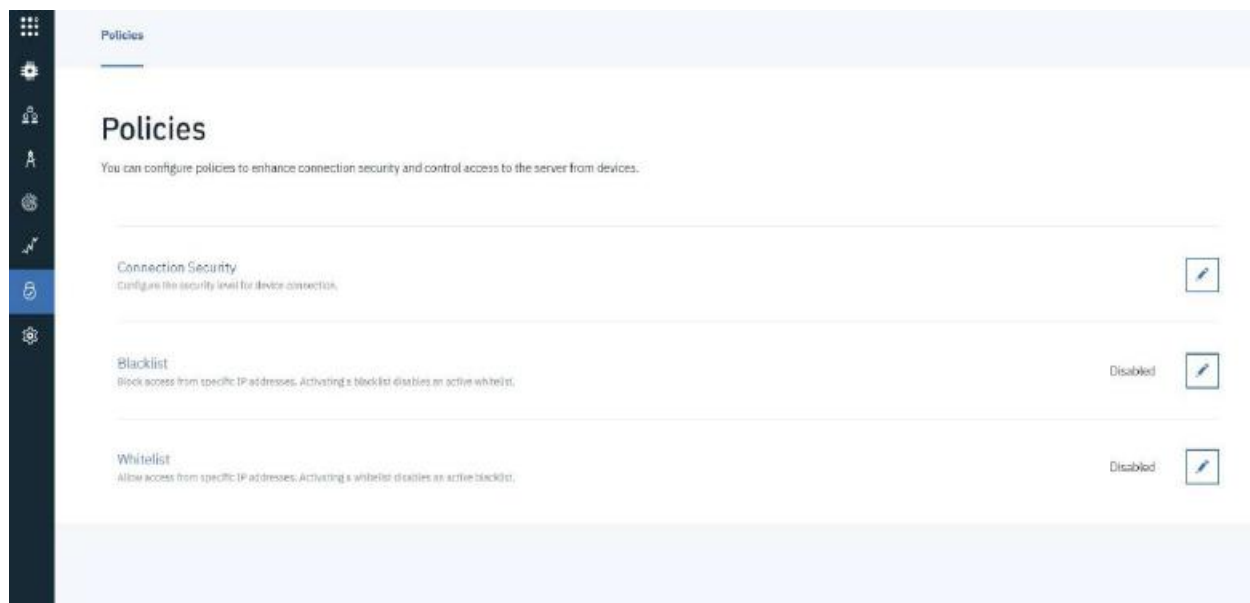 Policies
Policies
You can configure policies to enhance connection security and control access to the server from devices.
Connection Security
Configure the security level for device connection.
Blacklist
Disabled
Block access from specific IP addresses. Activating a blacklist disables an active whitelist.
Whitelist
Disabled
Allow access from specific IP addresses. Activating a whitelist disables an active blacklist.